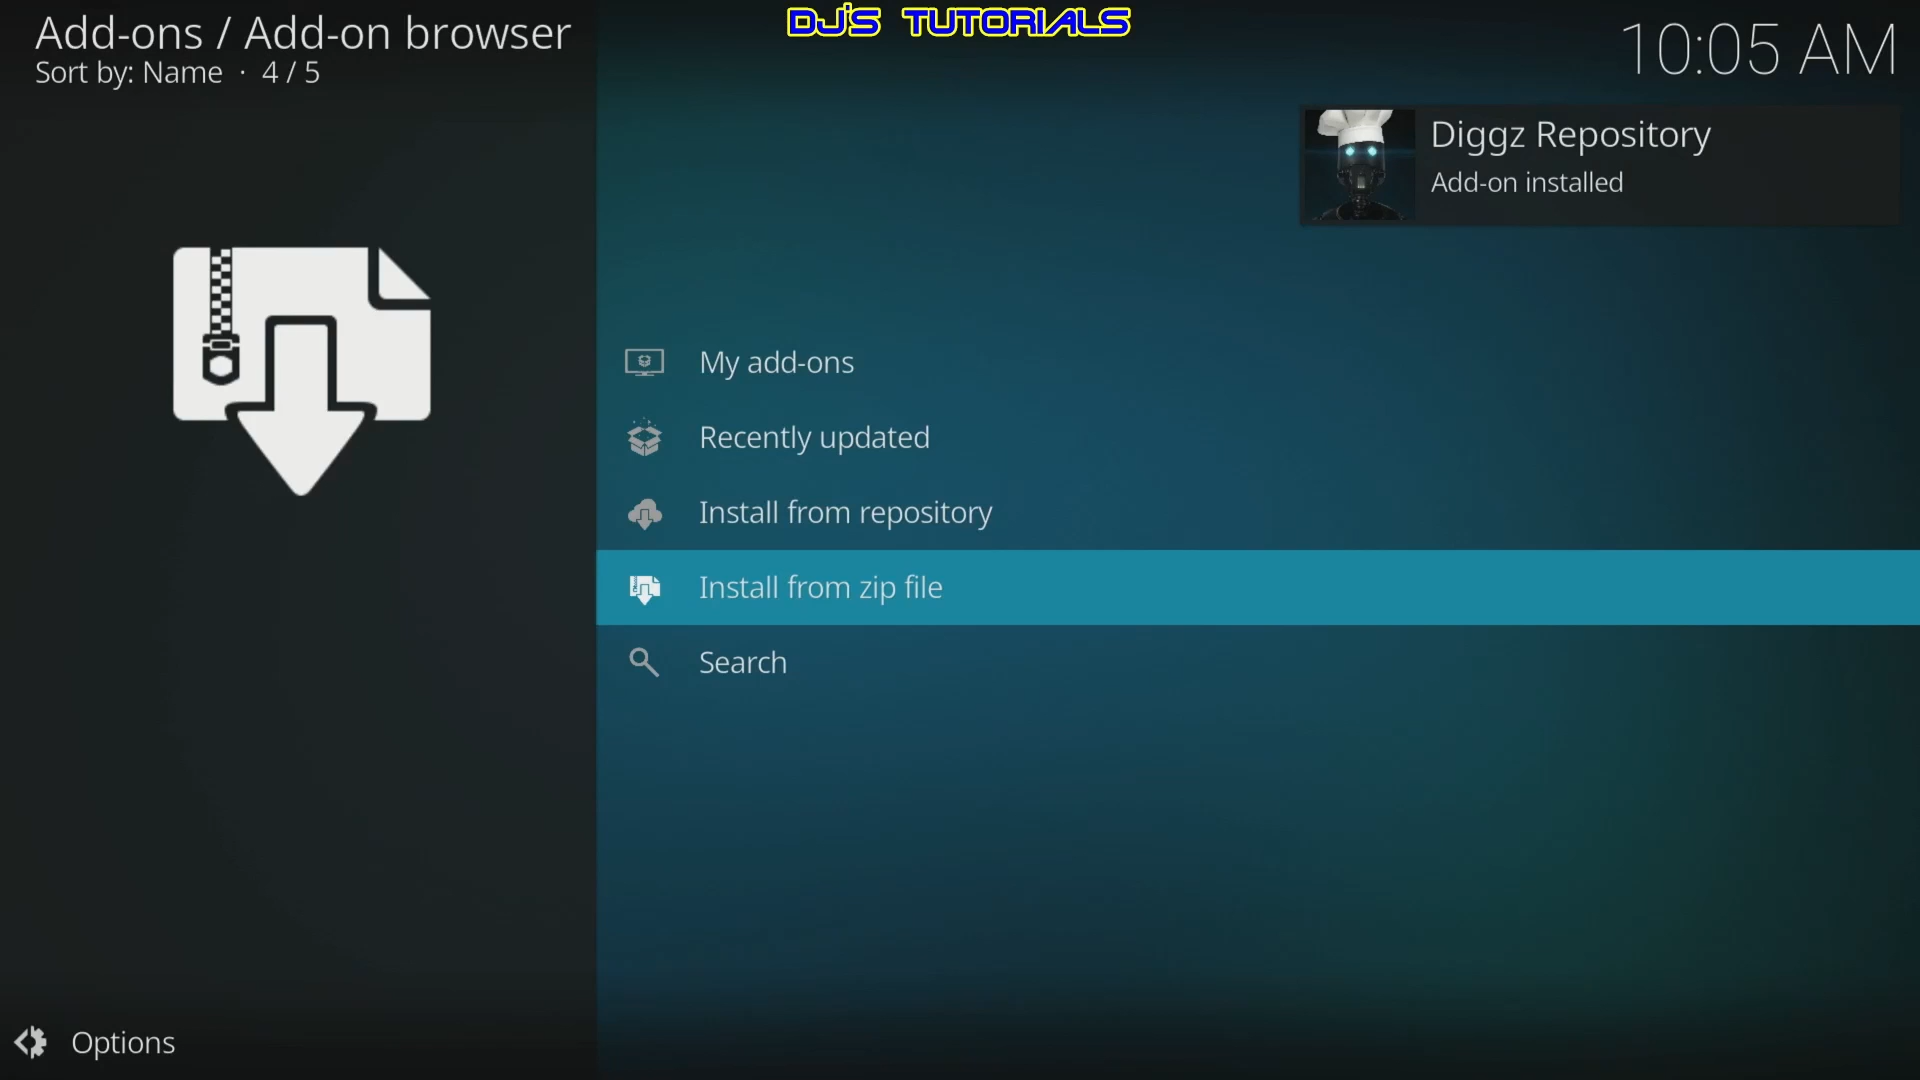 Add-ons / Add-on browser
Sort by: Name · 4 / 5
DJ'S TUTORIALS
10:05 AM
Diggz Repository
Add-on installed
My add-ons
Recently updated
Install from repository
Install from zip file
Search
Options